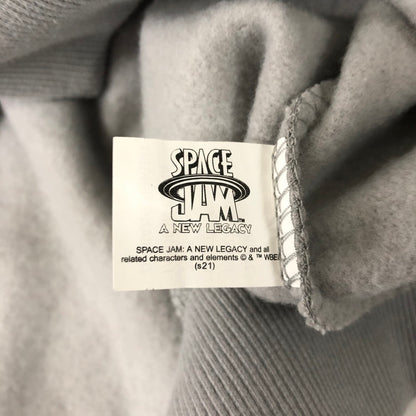 SPACE
JAM
A NEW LEGACY
SPACE JAM: A NEW LEGACY and all
related characters and elements © & ™ WBEI
(s21)